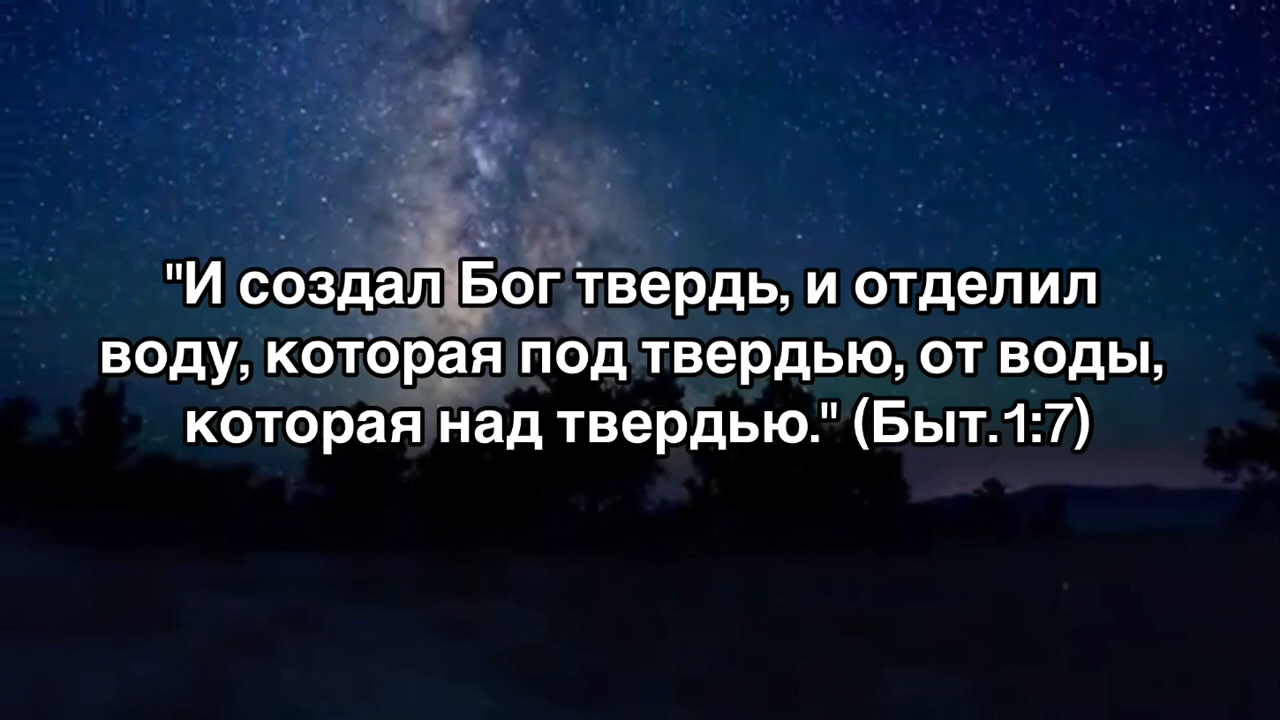 "И создал Бог твердь, и отделил
воду, которая под твердью, от воды,
которая над твердью." (Быт.1:7)